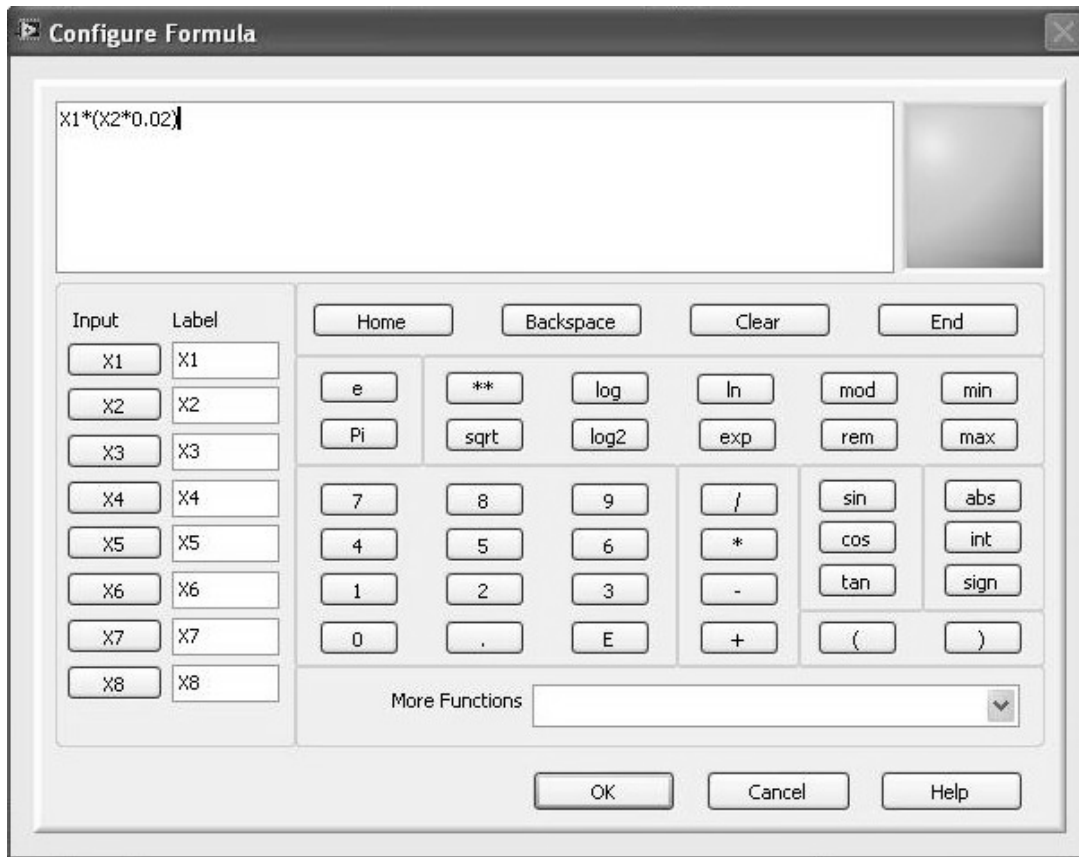 Configure Formula
X1*(X2*0.02)
Input Label
X1 X1
X2 X2
X3 X3
X4 X4
X5 X5
X6 X6
X7 X7
X8 X8
Home Backspace Clear End
e ** log ln mod min
Pi sqrt log2 exp rem max
7 8 9 / sin abs
4 5 6 * cos int
1 2 3 - tan sign
0 . E + ( )
More Functions
OK Cancel Help